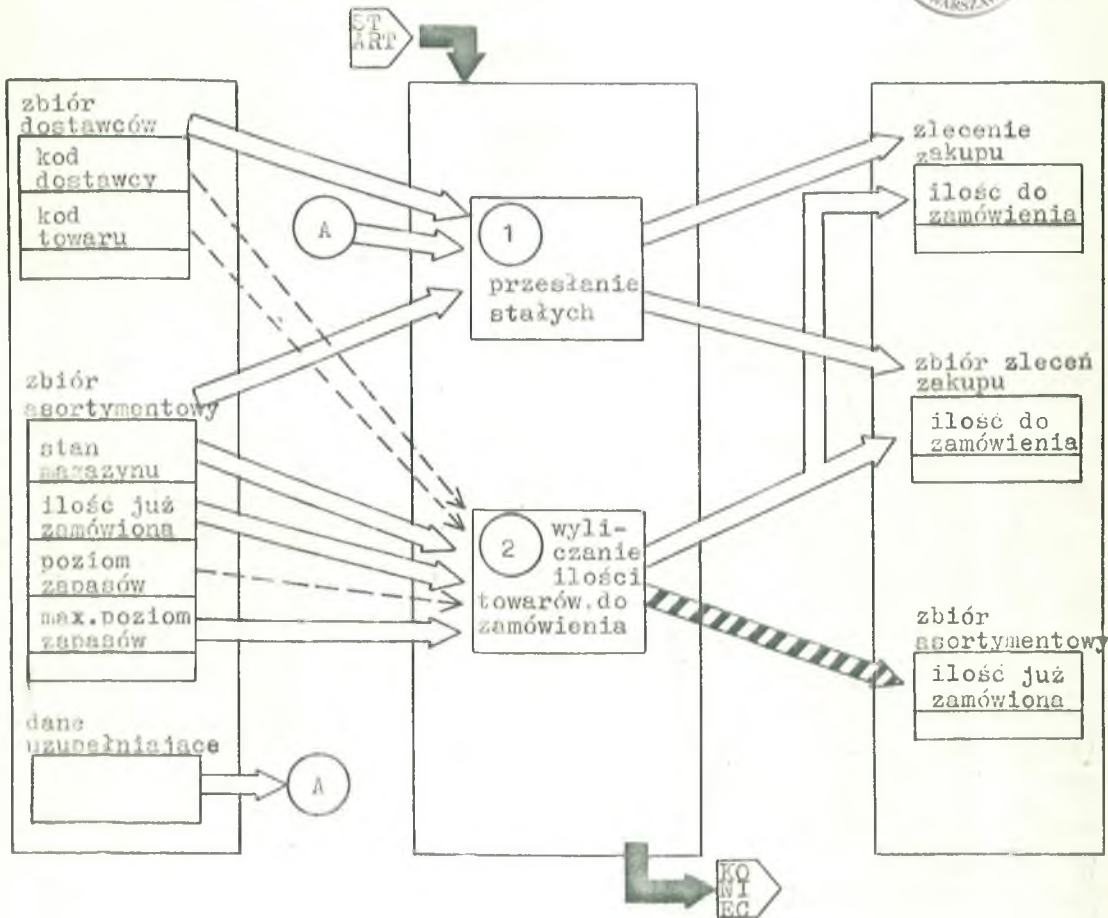 WARSZAW
ST
ART
zbiór
dostawców
kod
dostawcy
kod
towaru
A
zbiór
asortymentowy
stan
magazynu
ilość już
zamówiona
poziom
zapasów
max.poziom
zapasów
dane
uzupełniające
A
1
przesłanie
stałych
2
wyli-
czanie
ilości
towarów.do
zamówienia
zlecenie
zakupu
ilość do
zamówienia
zbiór zleceń
zakupu
ilość do
zamówienia
zbiór
asortymentowy
ilość już
zamówiona
KO
NI
EC